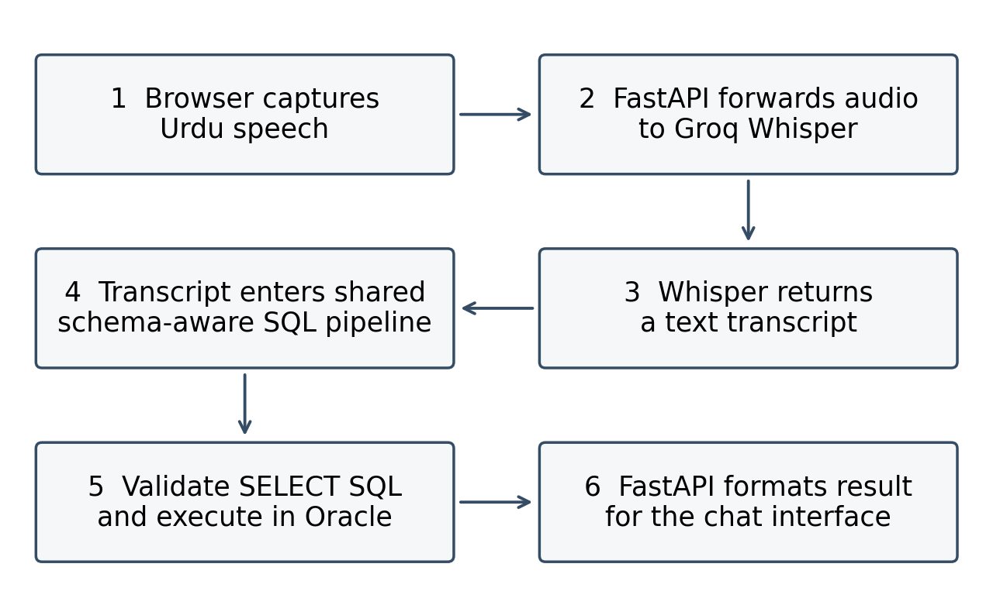 1  Browser captures
Urdu speech
2  FastAPI forwards audio
to Groq Whisper
3  Whisper returns
a text transcript
4  Transcript enters shared
schema-aware SQL pipeline
5  Validate SELECT SQL
and execute in Oracle
6  FastAPI formats result
for the chat interface